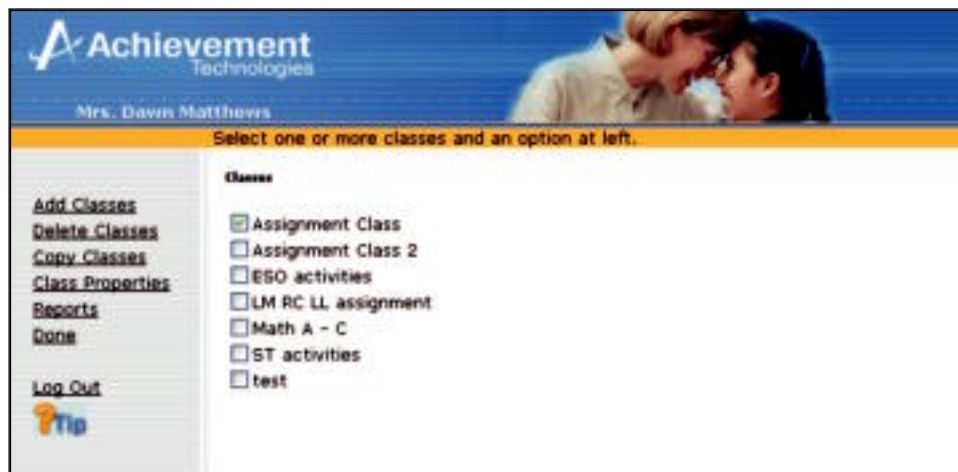 Achievement
Technologies
Mrs. Dawn Matthews
Select one or more classes and an option at left.
Classes
Add Classes
Delete Classes
Copy Classes
Class Properties
Reports
Done
Log Out
Tip
Assignment Class
Assignment Class 2
ESO activities
LM RC LL assignment
Math A - C
ST activities
test